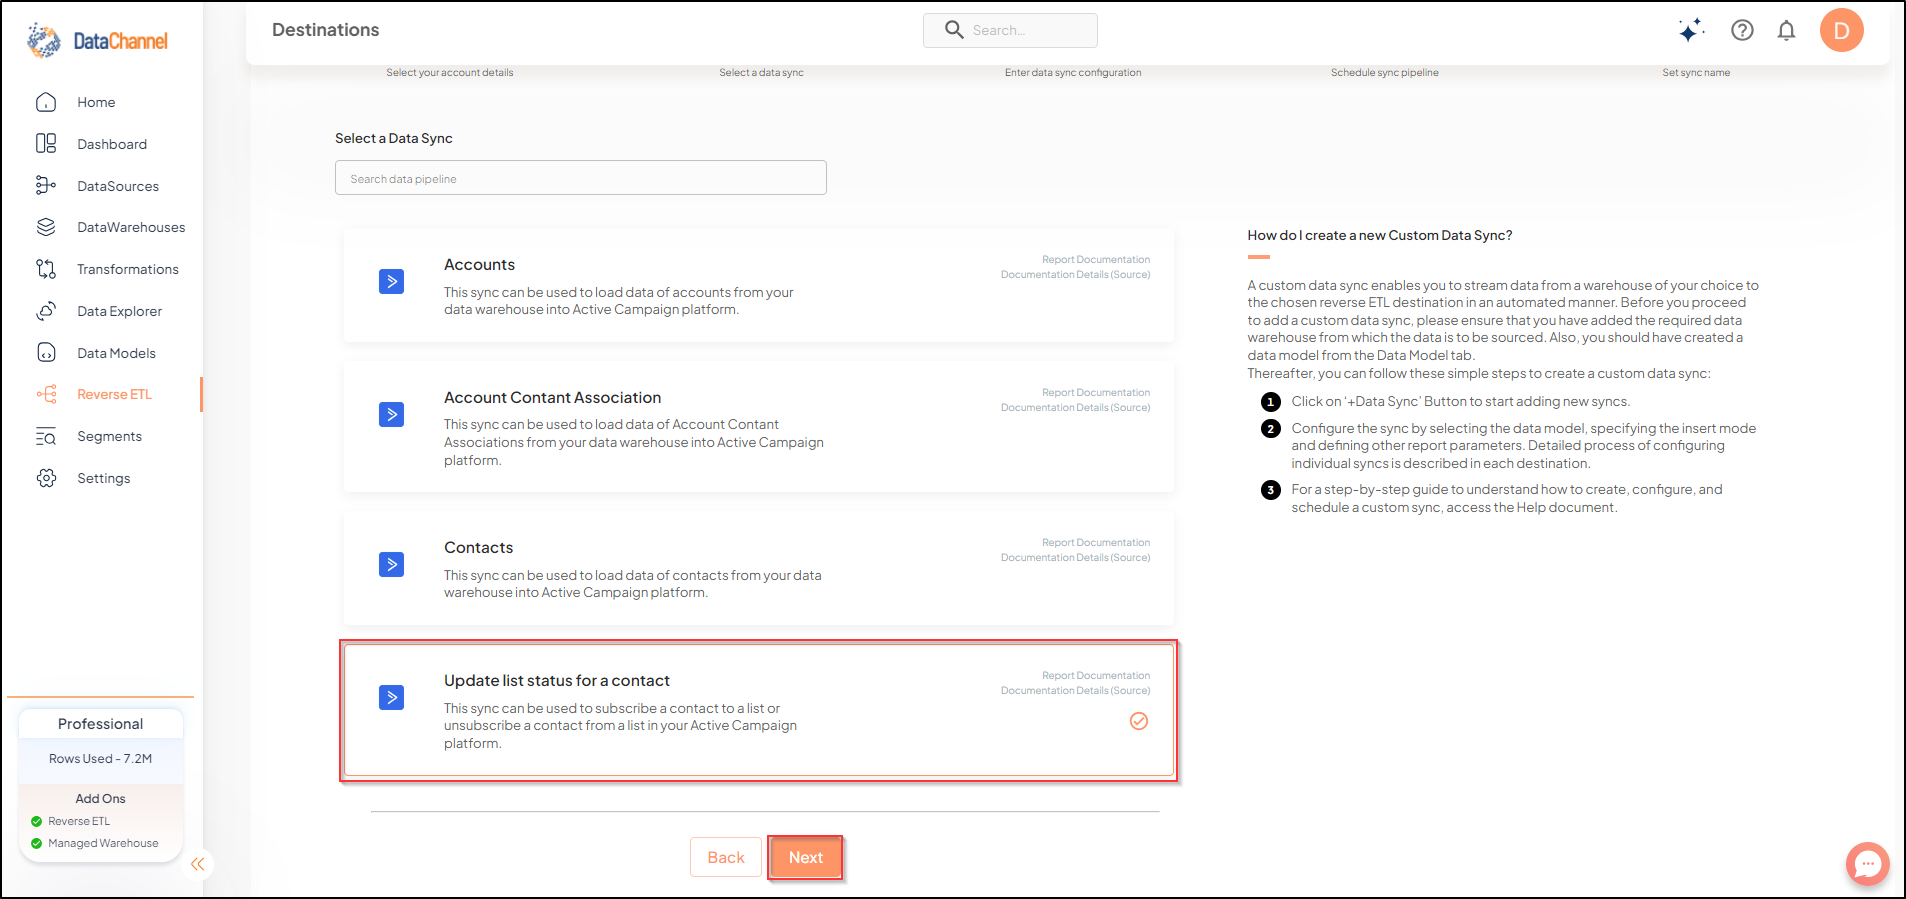 DataChannel
Destinations
Search...
D
Home
Dashboard
DataSources
DataWarehouses
Transformations
Data Explorer
Data Models
Reverse ETL
Segments
Settings
Professional
Rows Used - 7.2M
Add Ons
Reverse ETL
Managed Warehouse
Select your account details
Select a data sync
Enter data sync configuration
Schedule sync pipeline
Set sync name
Select a Data Sync
Search data pipeline
Accounts
This sync can be used to load data of accounts from your
data warehouse into Active Campaign platform.
Report Documentation
Documentation Details (Source)
Account Contant Association
This sync can be used to load data of Account Contant
Associations from your data warehouse into Active Campaign
platform.
Report Documentation
Documentation Details (Source)
Contacts
This sync can be used to load data of contacts from your data
warehouse into Active Campaign platform.
Report Documentation
Documentation Details (Source)
Update list status for a contact
This sync can be used to subscribe a contact to a list or
unsubscribe a contact from a list in your Active Campaign
platform.
Report Documentation
Documentation Details (Source)
Back
Next
How do I create a new Custom Data Sync?
A custom data sync enables you to stream data from a warehouse of your choice to
the chosen reverse ETL destination in an automated manner. Before you proceed
to add a custom data sync, please ensure that you have added the required data
warehouse from which the data is to be sourced. Also, you should have created a
data model from the Data Model tab.
Thereafter, you can follow these simple steps to create a custom data sync:
1 Click on '+Data Sync' Button to start adding new syncs.
2 Configure the sync by selecting the data model, specifying the insert mode
and defining other report parameters. Detailed process of configuring
individual syncs is described in each destination.
3 For a step-by-step guide to understand how to create, configure, and
schedule a custom sync, access the Help document.